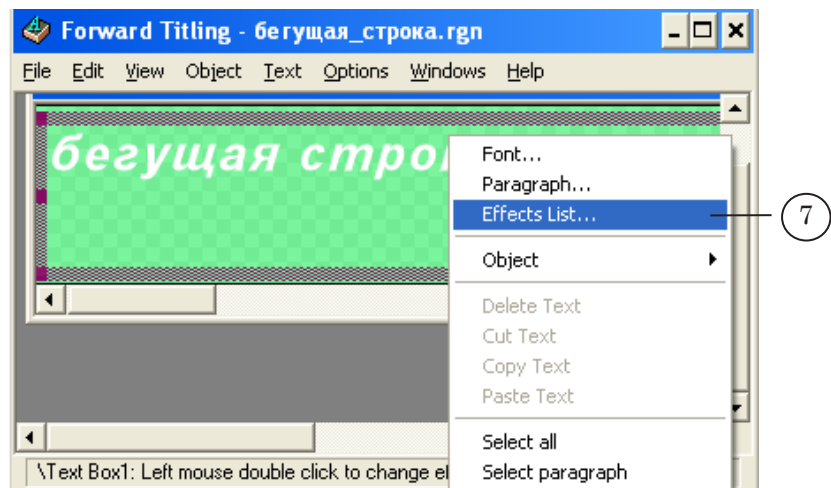 Forward Titling - бегущая_строка.rgn
File Edit View Object Text Options Windows Help
бегущая стро
Font...
Paragraph...
Effects List...
7
Object
Delete Text
Cut Text
Copy Text
Paste Text
Select all
Select paragraph
\Text Box1: Left mouse double click to change